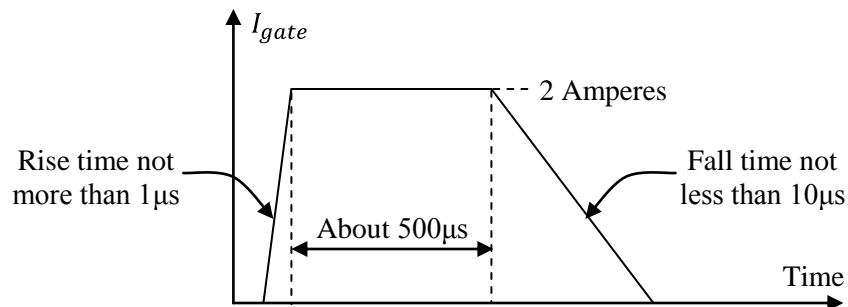 I_gate
2 Amperes
Rise time not
more than 1μs
Fall time not
less than 10μs
About 500μs
Time